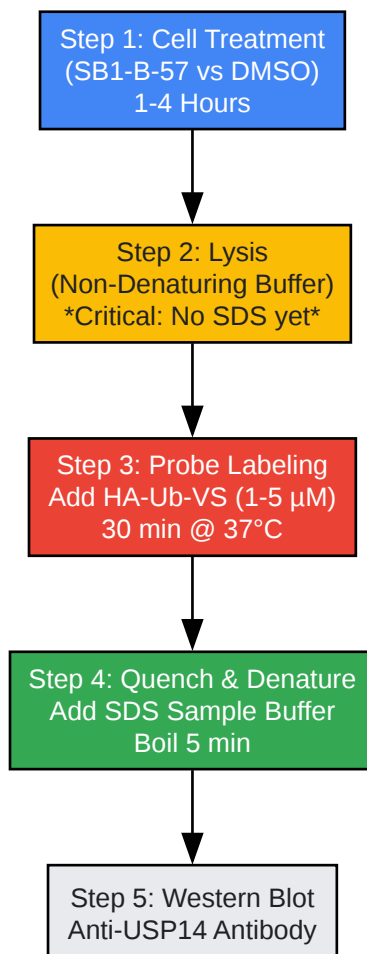 Step 1: Cell Treatment
(SB1-B-57 vs DMSO)
1-4 Hours
Step 2: Lysis
(Non-Denaturing Buffer)
*Critical: No SDS yet*
Step 3: Probe Labeling
Add HA-Ub-VS (1-5 µM)
30 min @ 37°C
Step 4: Quench & Denature
Add SDS Sample Buffer
Boil 5 min
Step 5: Western Blot
Anti-USP14 Antibody